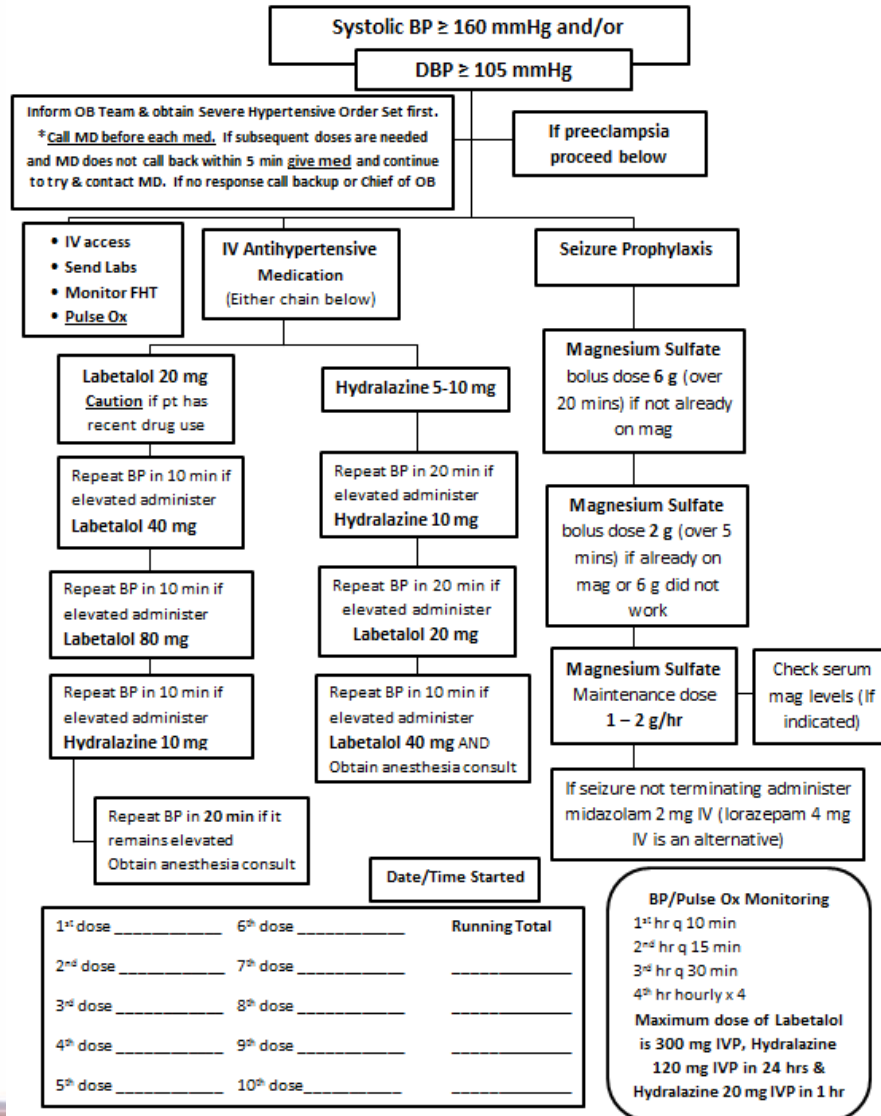 Systolic BP ≥ 160 mmHg and/or
DBP ≥ 105 mmHg
Inform OB Team & obtain Severe Hypertensive Order Set first.
*Call MD before each med. If subsequent doses are needed
and MD does not call back within 5 min give med and continue
to try & contact MD. If no response call backup or Chief of OB
If preeclampsia
proceed below
• IV access
• Send Labs
• Monitor FHT
• Pulse Ox
IV Antihypertensive
Medication
(Either chain below)
Seizure Prophylaxis
Labetalol 20 mg
Caution if pt has
recent drug use
Repeat BP in 10 min if
elevated administer
Labetalol 40 mg
Repeat BP in 10 min if
elevated administer
Labetalol 80 mg
Repeat BP in 10 min if
elevated administer
Hydralazine 10 mg
Repeat BP in 20 min if it
remains elevated
Obtain anesthesia consult
Hydralazine 5-10 mg
Repeat BP in 20 min if
elevated administer
Hydralazine 10 mg
Repeat BP in 20 min if
elevated administer
Labetalol 20 mg
Repeat BP in 10 min if
elevated administer
Labetalol 40 mg AND
Obtain anesthesia consult
Magnesium Sulfate
bolus dose 6 g (over
20 mins) if not already
on mag
Magnesium Sulfate
bolus dose 2 g (over 5
mins) if already on
mag or 6 g did not
work
Magnesium Sulfate
Maintenance dose
1 – 2 g/hr
Check serum
mag levels (If
indicated)
If seizure not terminating administer
midazolam 2 mg IV (lorazepam 4 mg
IV is an alternative)
Date/Time Started
1st dose ____________ 6th dose ____________ Running Total
2nd dose ____________ 7th dose ____________ ____________
3rd dose ____________ 8th dose ____________ ____________
4th dose ____________ 9th dose ____________ ____________
5th dose ____________ 10th dose____________ ____________
BP/Pulse Ox Monitoring
1st hr q 10 min
2nd hr q 15 min
3rd hr q 30 min
4th hr hourly x 4
Maximum dose of Labetalol
is 300 mg IVP, Hydralazine
120 mg IVP in 24 hrs &
Hydralazine 20 mg IVP in 1 hr